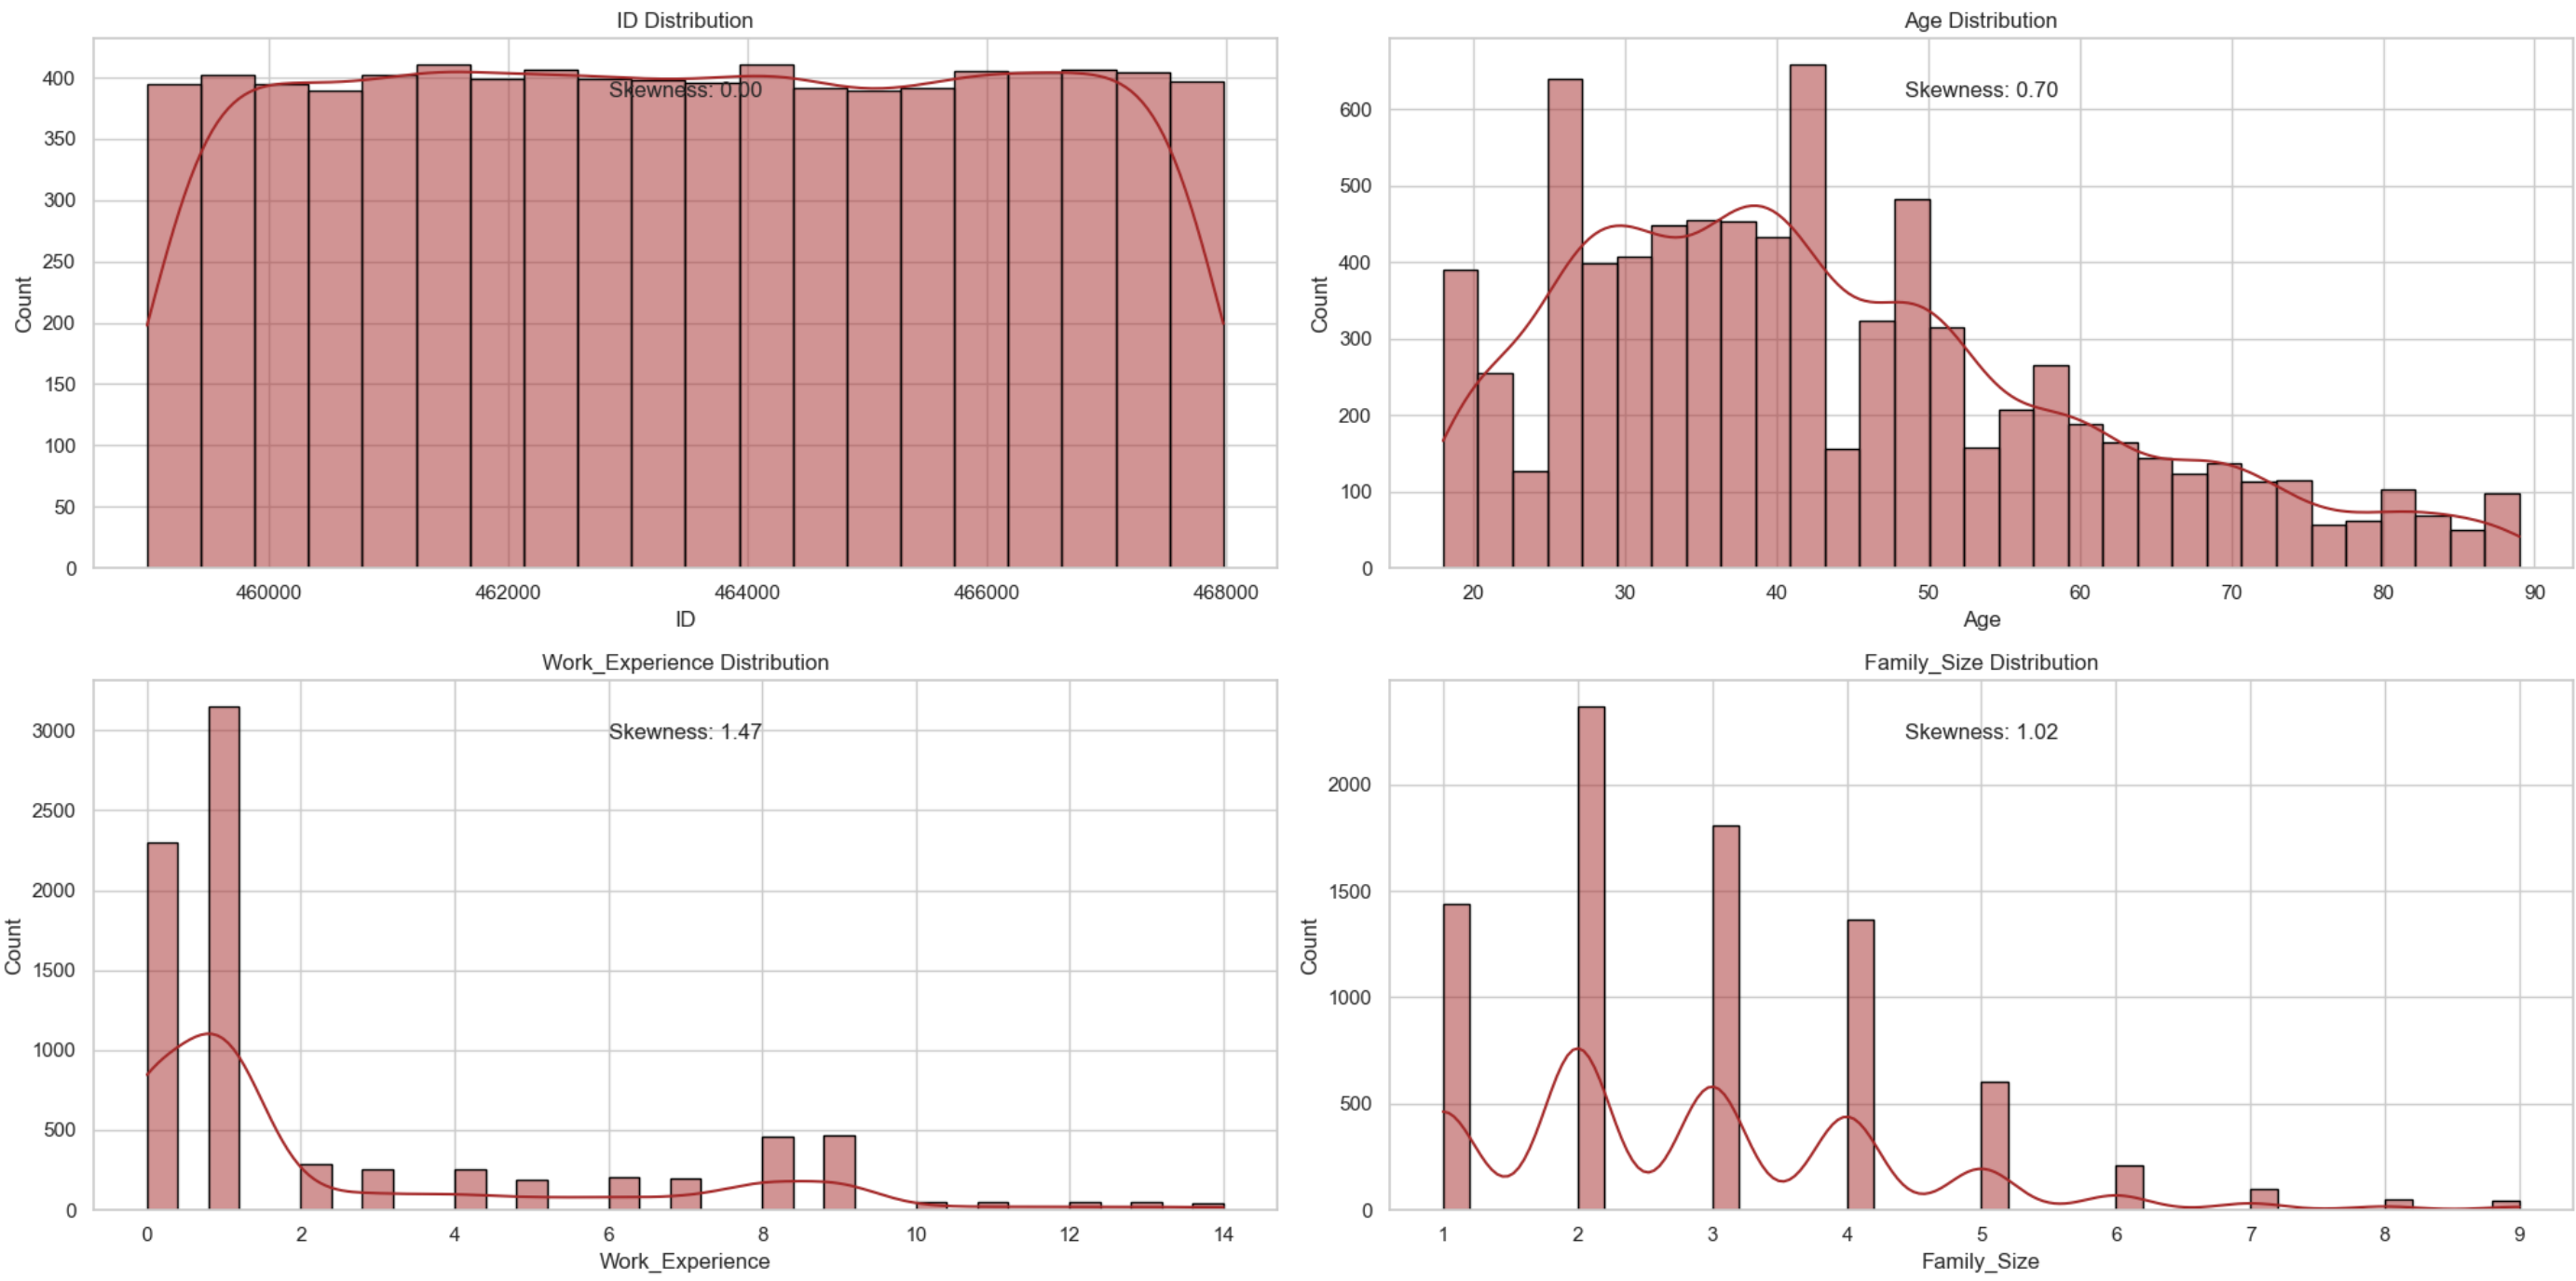 ID Distribution
Skewness: 0.00
Count
400
350
300
250
200
150
100
50
0
460000 462000 464000 466000 468000
ID
Age Distribution
Skewness: 0.70
Count
600
500
400
300
200
100
0
20 30 40 50 60 70 80 90
Age
Work_Experience Distribution
Skewness: 1.47
Count
3000
2500
2000
1500
1000
500
0
0 2 4 6 8 10 12 14
Work_Experience
Family_Size Distribution
Skewness: 1.02
Count
2000
1500
1000
500
0
1 2 3 4 5 6 7 8 9
Family_Size